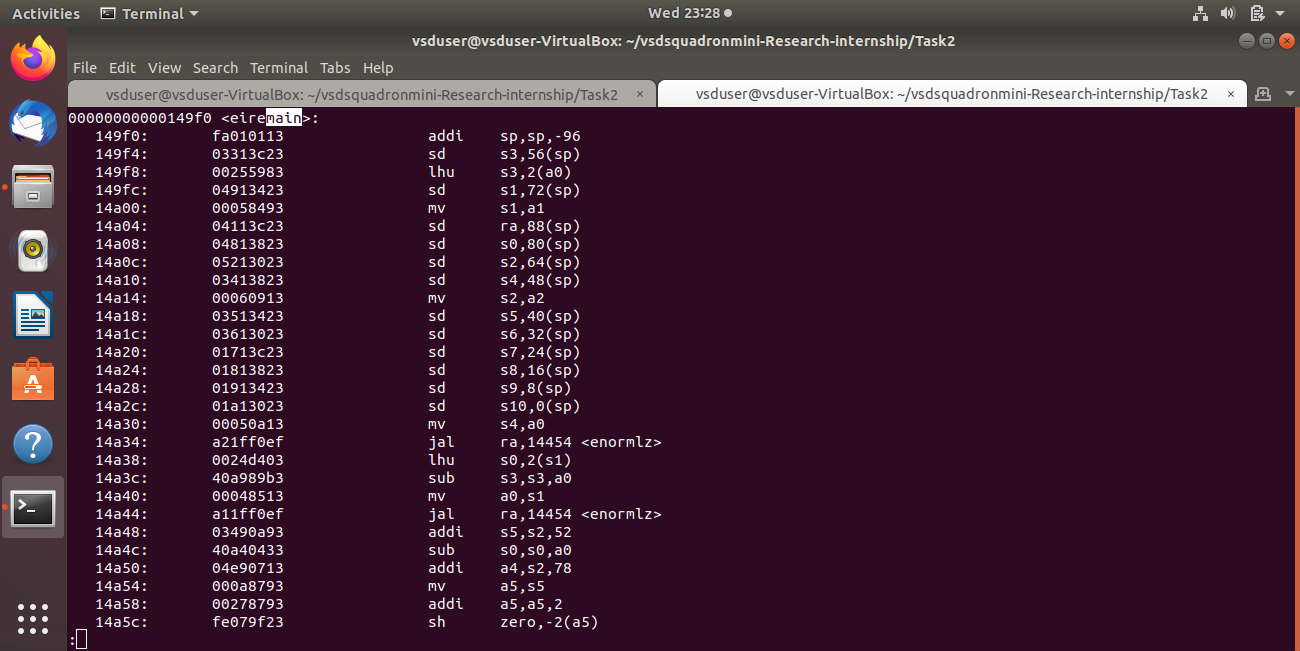 Activities Terminal Wed 23:28
vsduser@vsduser-VirtualBox: ~/vsdsquadronmini-Research-internship/Task2
File Edit View Search Terminal Tabs Help
vsduser@vsduser-VirtualBox: ~/vsdsquadronmini-Research-internship/Task2 × vsduser@vsduser-VirtualBox: ~/vsdsquadronmini-Research-internship/Task2 ×
00000000000149f0 <eiremain>:
149f0: fa010113 addi sp,sp,-96
149f4: 03313c23 sd s3,56(sp)
149f8: 00255983 lhu s3,2(a0)
149fc: 04913423 sd s1,72(sp)
14a00: 00058493 mv s1,a1
14a04: 04113c23 sd ra,88(sp)
14a08: 04813823 sd s0,80(sp)
14a0c: 05213023 sd s2,64(sp)
14a10: 03413823 sd s4,48(sp)
14a14: 00060913 mv s2,a2
14a18: 03513423 sd s5,40(sp)
14a1c: 03613023 sd s6,32(sp)
14a20: 01713c23 sd s7,24(sp)
14a24: 01813823 sd s8,16(sp)
14a28: 01913423 sd s9,8(sp)
14a2c: 01a13023 sd s10,0(sp)
14a30: 00050a13 mv s4,a0
14a34: a21ff0ef jal ra,14454 <enormlz>
14a38: 0024d403 lhu s0,2(s1)
14a3c: 40a989b3 sub s3,s3,a0
14a40: 00048513 mv a0,s1
14a44: a11ff0ef jal ra,14454 <enormlz>
14a48: 03490a93 addi s5,s2,52
14a4c: 40a40433 sub s0,s0,a0
14a50: 04e90713 addi a4,s2,78
14a54: 000a8793 mv a5,s5
14a58: 00278793 addi a5,a5,2
14a5c: fe079f23 sh zero,-2(a5)
: